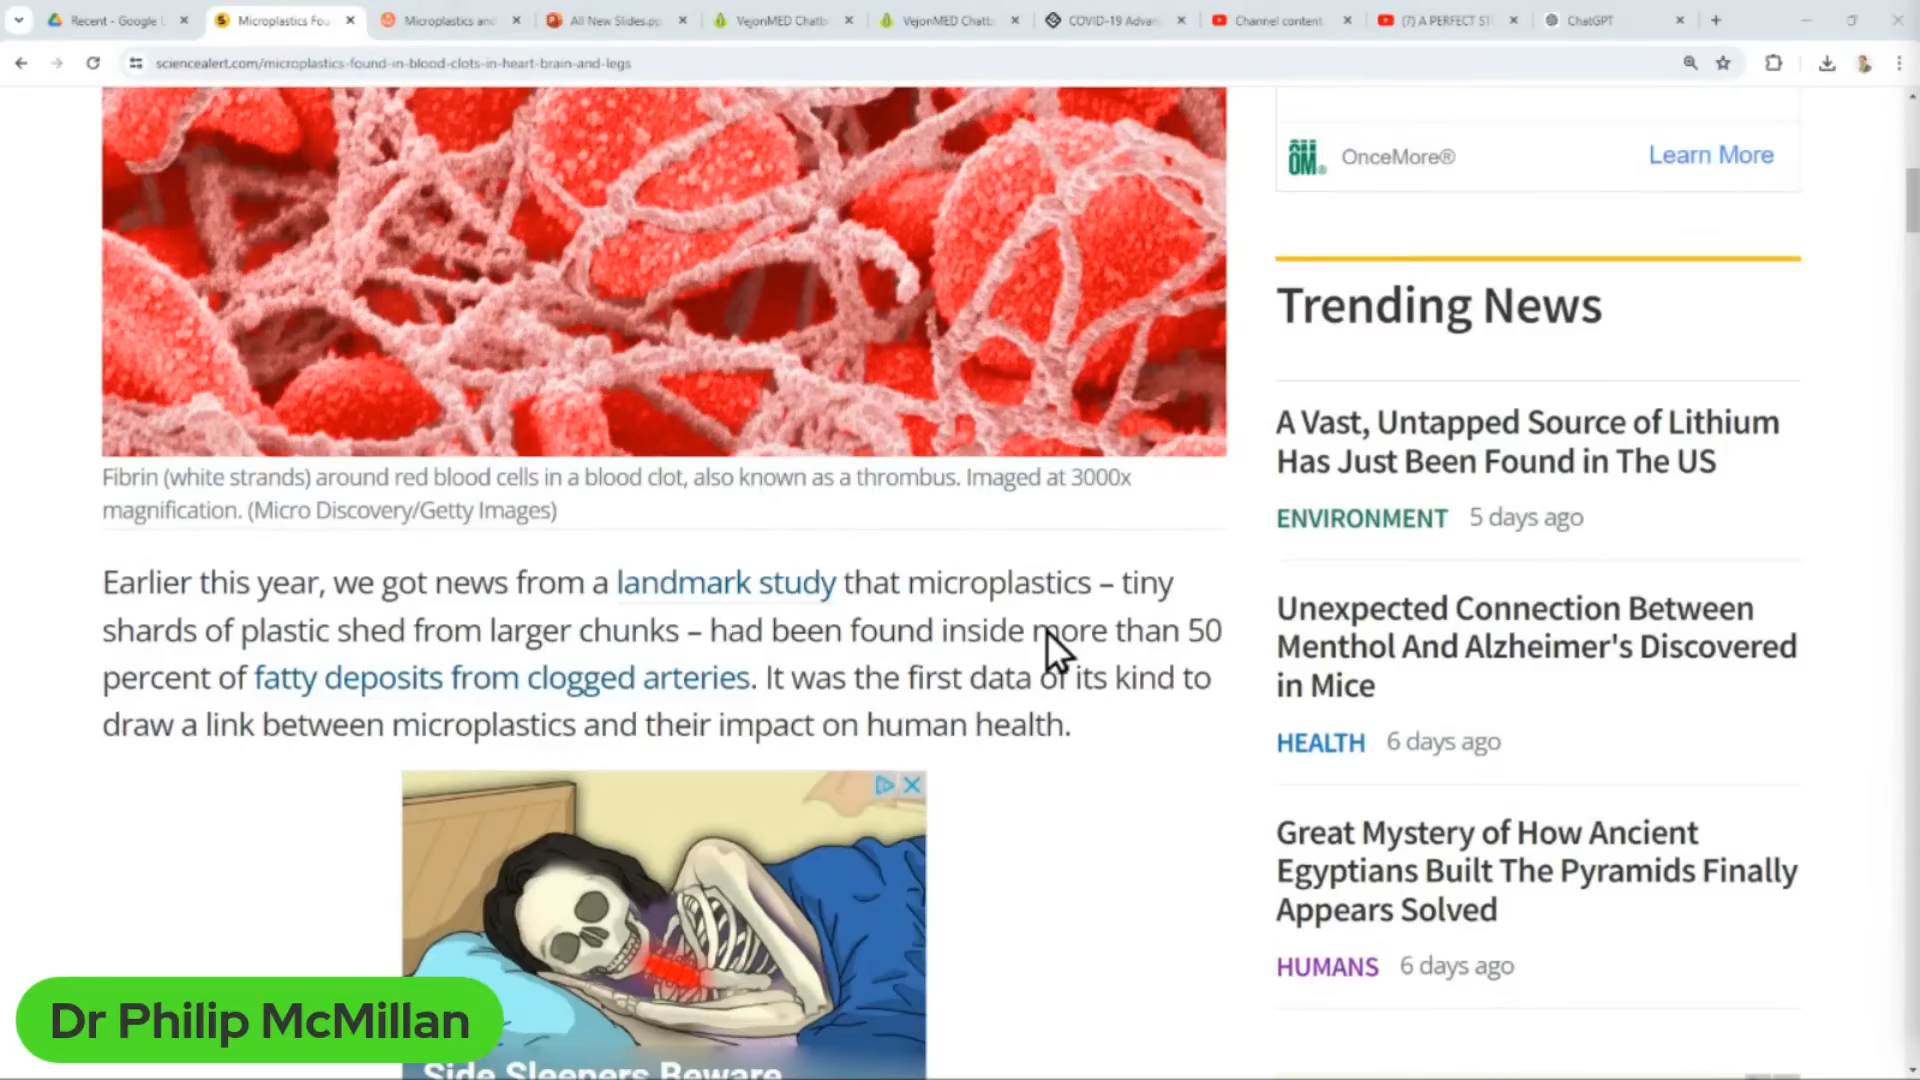 Recent - Google
Microplastics Fou
Microplastics and
All New Slides.pp
VejonMED Chatb
VejonMED Chatb
COVID-19 Advan
Channel content
(7) A PERFECT ST
ChatGPT
sciencealert.com/microplastics-found-in-blood-clots-in-heart-brain-and-legs
Fibrin (white strands) around red blood cells in a blood clot, also known as a thrombus. Imaged at 3000x
magnification. (Micro Discovery/Getty Images)
Earlier this year, we got news from a landmark study that microplastics – tiny
shards of plastic shed from larger chunks – had been found inside more than 50
percent of fatty deposits from clogged arteries. It was the first data of its kind to
draw a link between microplastics and their impact on human health.
Side Sleepers Beware
OM
OnceMore®
Learn More
Trending News
A Vast, Untapped Source of Lithium
Has Just Been Found in The US
ENVIRONMENT 5 days ago
Unexpected Connection Between
Menthol And Alzheimer's Discovered
in Mice
HEALTH 6 days ago
Great Mystery of How Ancient
Egyptians Built The Pyramids Finally
Appears Solved
HUMANS 6 days ago
Dr Philip McMillan